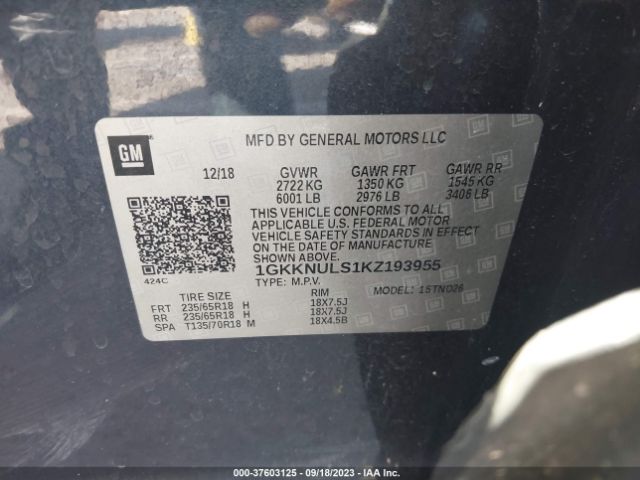 GM
MFD BY GENERAL MOTORS LLC
12/18 GVWR GAWR FRT GAWR RR
2722 KG 1350 KG 1545 KG
6001 LB 2976 LB 3406 LB
THIS VEHICLE CONFORMS TO ALL
APPLICABLE U.S. FEDERAL MOTOR
VEHICLE SAFETY STANDARDS IN EFFECT
ON THE DATE OF MANUFACTURE
SHOWN ABOVE.
424C
1GKKNULS1KZ193955
TYPE: M.P.V. MODEL: 1STN026
TIRE SIZE RIM
FRT 235/65R18 H 18X7.5J
RR 235/65R18 H 18X7.5J
SPA T135/70R18 M 18X4.5B
000-37603125 - 09/18/2023 - IAA Inc.